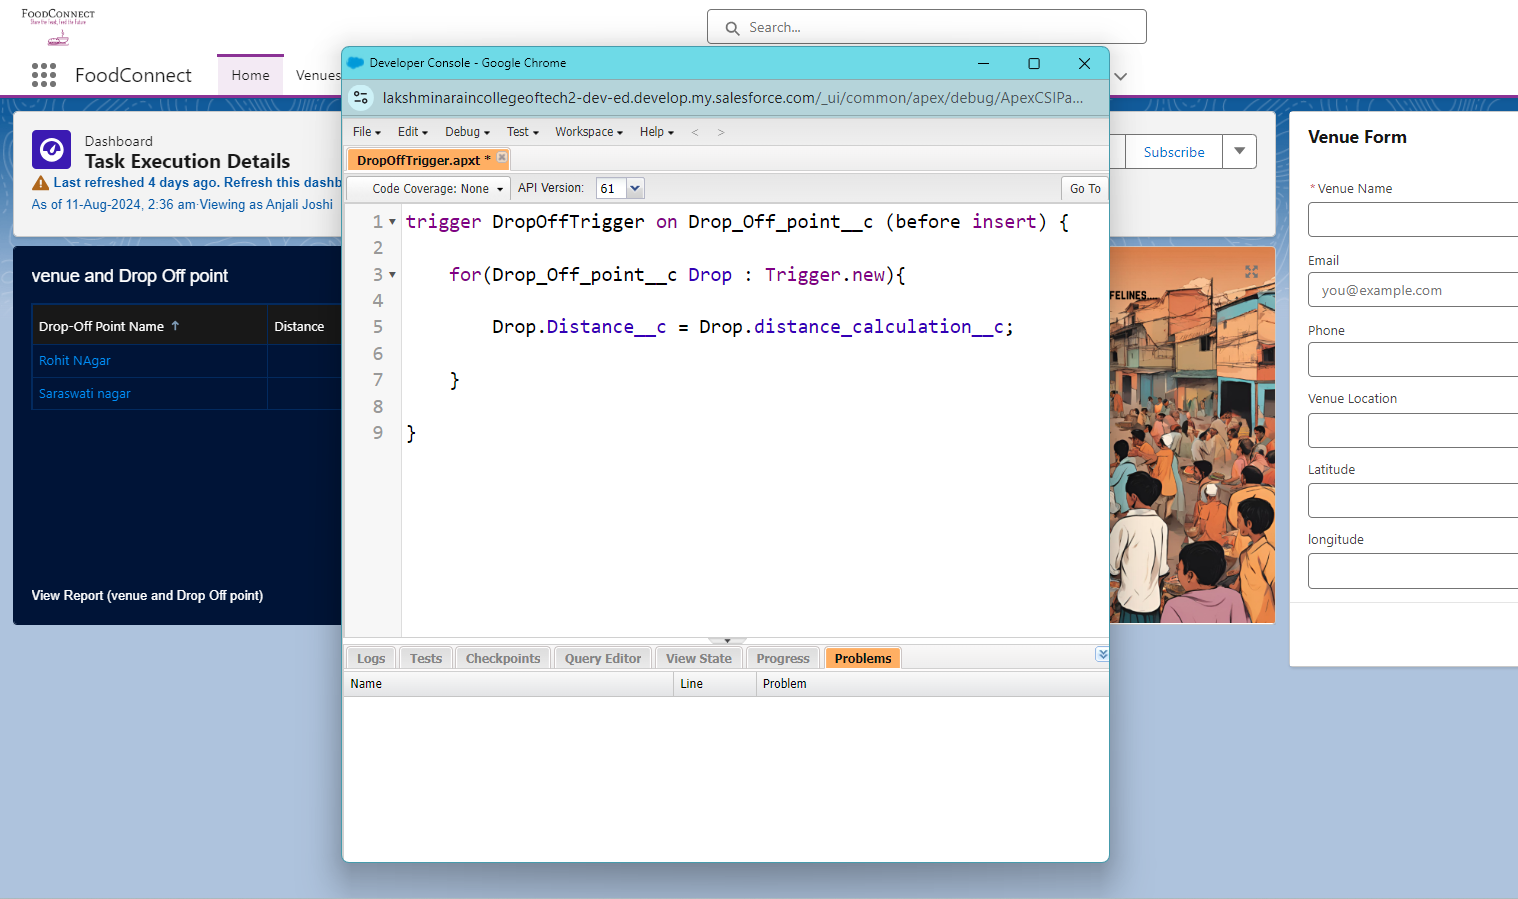 FoodConnect
Share the Feast, Feed the Future
Search...
FoodConnect
Home
Venues
Developer Console - Google Chrome
lakshminaraincollegeoftech2-dev-ed.develop.my.salesforce.com/_ui/common/apex/debug/ApexCSIPa...
File
Edit
Debug
Test
Workspace
Help
<
>
DropOffTrigger.apxt *
Code Coverage: None
API Version:
61
Go To
1 trigger DropOffTrigger on Drop_Off_point__c (before insert) {
2
3 for(Drop_Off_point__c Drop : Trigger.new){
4
5 Drop.Distance__c = Drop.distance_calculation__c;
6
7 }
8
9 }
Logs
Tests
Checkpoints
Query Editor
View State
Progress
Problems
Name
Line
Problem
Dashboard
Task Execution Details
Last refreshed 4 days ago. Refresh this dashb
As of 11-Aug-2024, 2:36 am·Viewing as Anjali Joshi
venue and Drop Off point
Drop-Off Point Name ↑
Distance
Rohit NAgar
Saraswati nagar
View Report (venue and Drop Off point)
Subscribe
FELINES....
Venue Form
*Venue Name
Email
you@example.com
Phone
Venue Location
Latitude
longitude